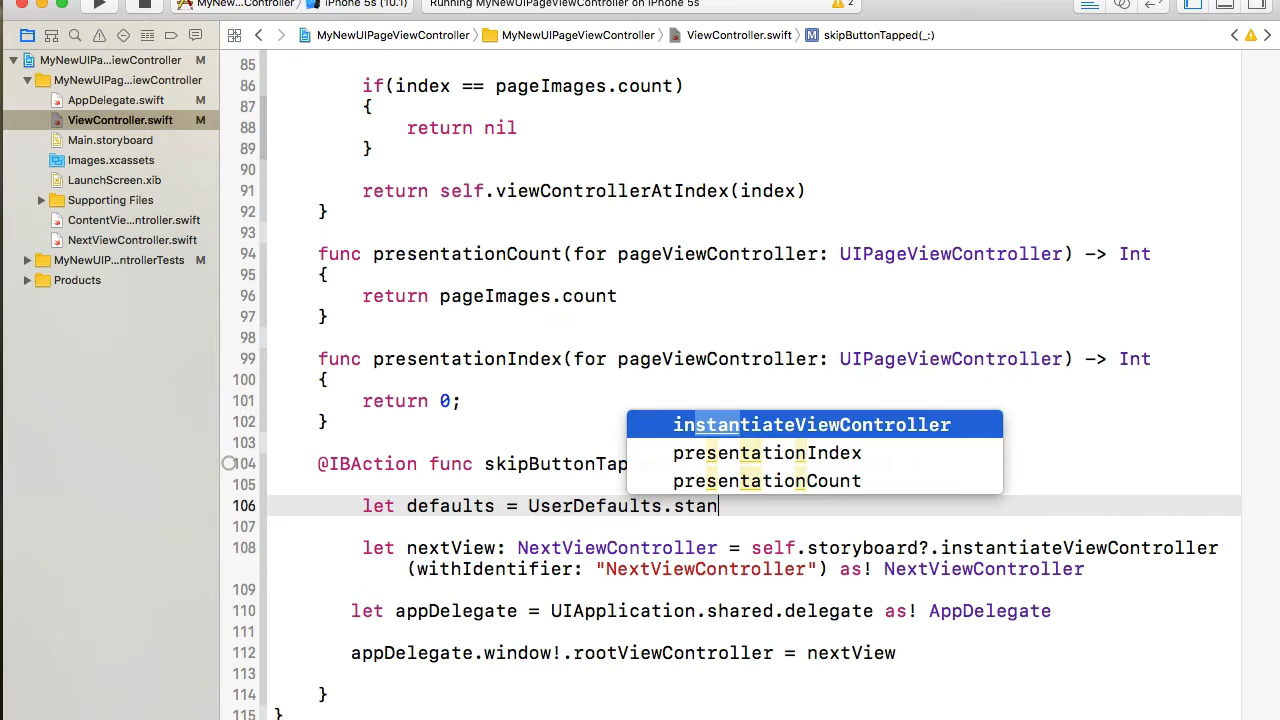 MyNew...Controller
iPhone 5s (10.1)
Running MyNewUIPageViewController on iPhone 5s
2
MyNewUIPageViewController
MyNewUIPageViewController
ViewController.swift
M
skipButtonTapped(_:)
MyNewUIPa...iewController M
MyNewUIPag...iewController
AppDelegate.swift M
ViewController.swift M
Main.storyboard
Images.xcassets
LaunchScreen.xib
Supporting Files
ContentVie...ntroller.swift
NextViewController.swift
MyNewUIP...ntrollerTests M
Products
85
86 if(index == pageImages.count)
87 {
88 return nil
89 }
90
91 return self.viewControllerAtIndex(index)
92 }
93
94 func presentationCount(for pageViewController: UIPageViewController) -> Int
95 {
96 return pageImages.count
97 }
98
99 func presentationIndex(for pageViewController: UIPageViewController) -> Int
100 {
101 return 0;
102 }
103
104 @IBAction func skipButtonTap
105
106 let defaults = UserDefaults.stan
107
108 let nextView: NextViewController = self.storyboard?.instantiateViewController
(withIdentifier: "NextViewController") as! NextViewController
109
110 let appDelegate = UIApplication.shared.delegate as! AppDelegate
111
112 appDelegate.window!.rootViewController = nextView
113
114 }
115 }
instantiateViewController
presentationIndex
presentationCount